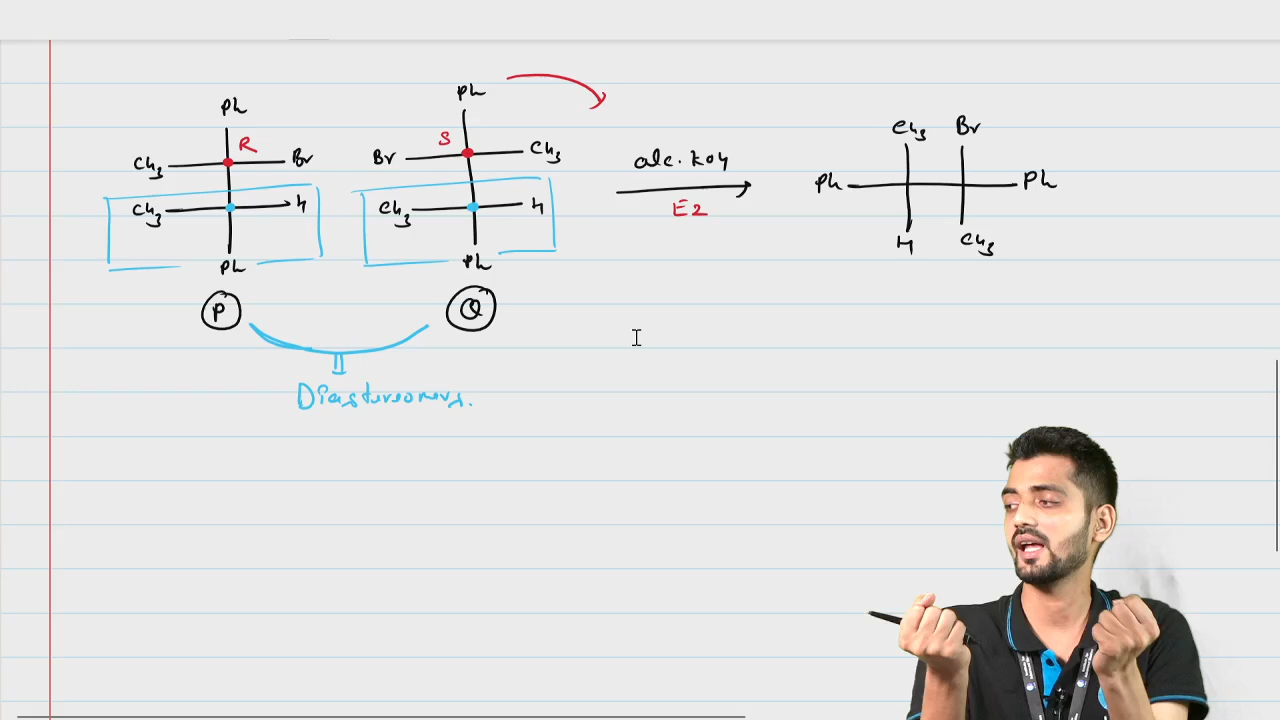 Ph
R
CH3 Br
CH3 H
Ph
P
Ph
S
Br CH3
CH3 H
Ph
Q
alc. KOH
E2
CH3 Br
Ph Ph
H CH3
Diastereomers.